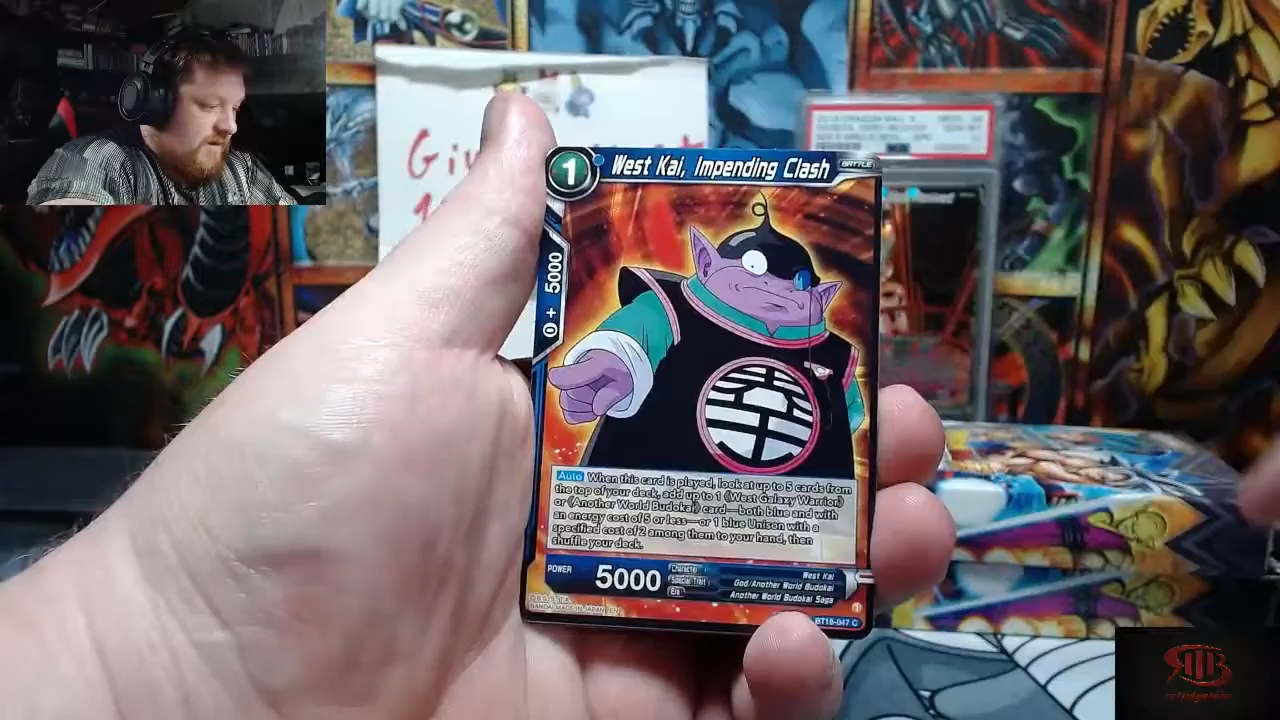 Giv
1
1
West Kai, Impending Clash
BATTLE
0 + 5000
Auto When this card is played, look at up to 5 cards from
the top of your deck, add up to 1 《West Galaxy Warrior》
or 《Another World Budokai》 card—both blue and with
an energy cost of 5 or less—or 1 blue Unison with a
specified cost of 2 among them to your hand, then
shuffle your deck.
POWER
5000
Character West Kai
Special Trait God/Another World Budokai
Era Another World Budokai Saga
BANDAI MADE IN JAPAN
BT18-047 C